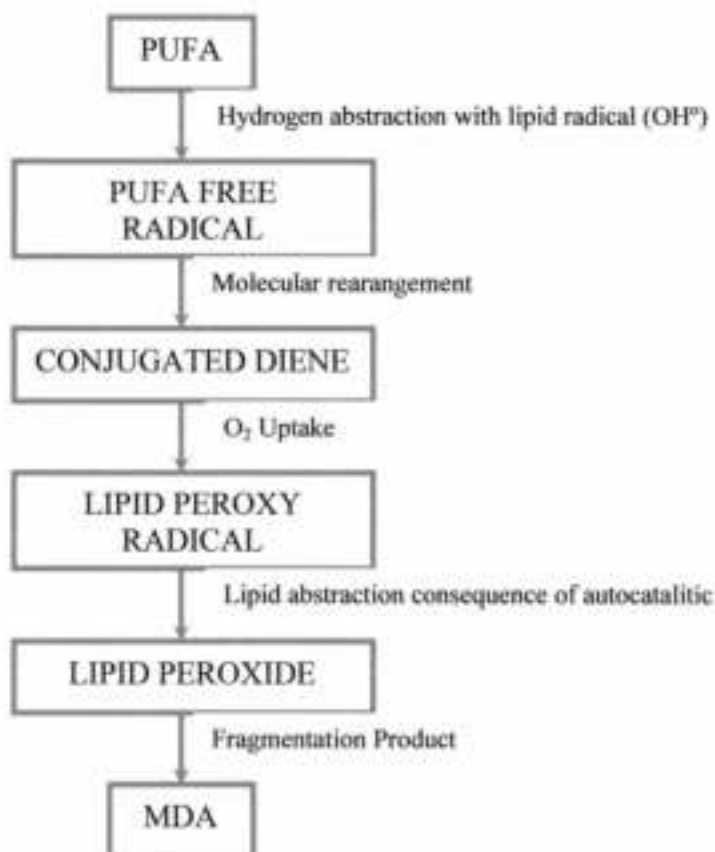 PUFA
Hydrogen abstraction with lipid radical (OHº)
PUFA FREE
RADICAL
Molecular rearangement
CONJUGATED DIENE
O₂ Uptake
LIPID PEROXY
RADICAL
Lipid abstraction consequence of autocatalitic
LIPID PEROXIDE
Fragmentation Product
MDA